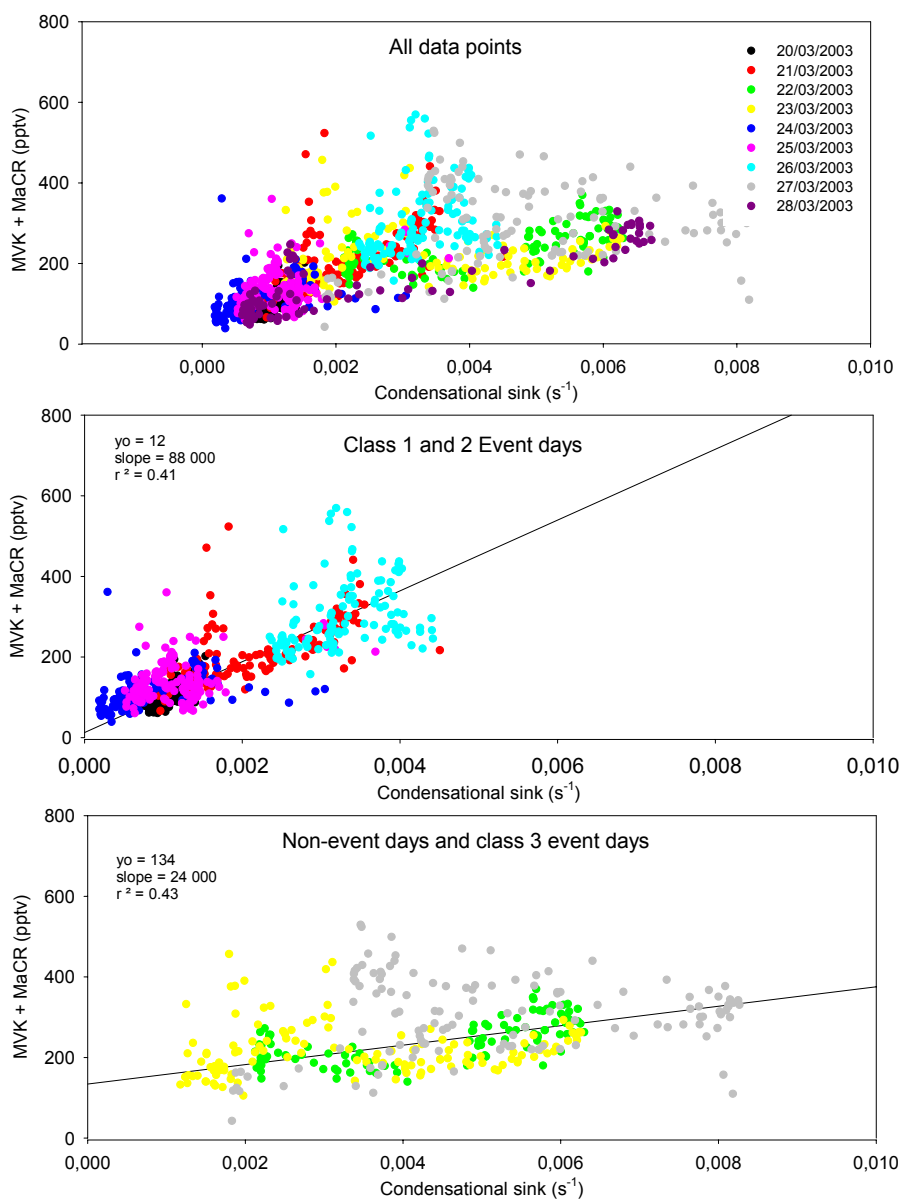 All data points
20/03/2003
21/03/2003
22/03/2003
23/03/2003
24/03/2003
25/03/2003
26/03/2003
27/03/2003
28/03/2003
MVK + MaCR (pptv)
800
600
400
200
0
0,000 0,002 0,004 0,006 0,008 0,010
Condensational sink (s⁻¹)
Class 1 and 2 Event days
yo = 12
slope = 88 000
r ² = 0.41
MVK + MaCR (pptv)
800
600
400
200
0
0,000 0,002 0,004 0,006 0,008 0,010
Condensational sink (s⁻¹)
Non-event days and class 3 event days
yo = 134
slope = 24 000
r ² = 0.43
MVK + MaCR (pptv)
800
600
400
200
0
0,000 0,002 0,004 0,006 0,008 0,010
Condensational sink (s⁻¹)